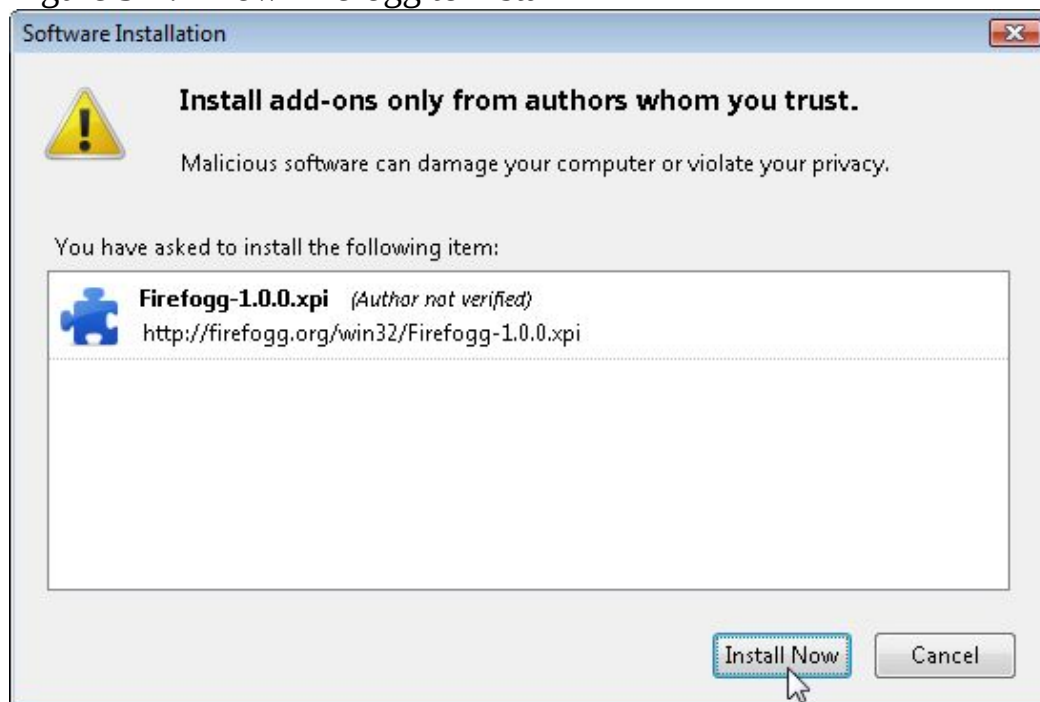 Software Installation
Install add-ons only from authors whom you trust.
Malicious software can damage your computer or violate your privacy.
You have asked to install the following item:
Firefogg-1.0.0.xpi (Author not verified)
http://firefogg.org/win32/Firefogg-1.0.0.xpi
Install Now Cancel